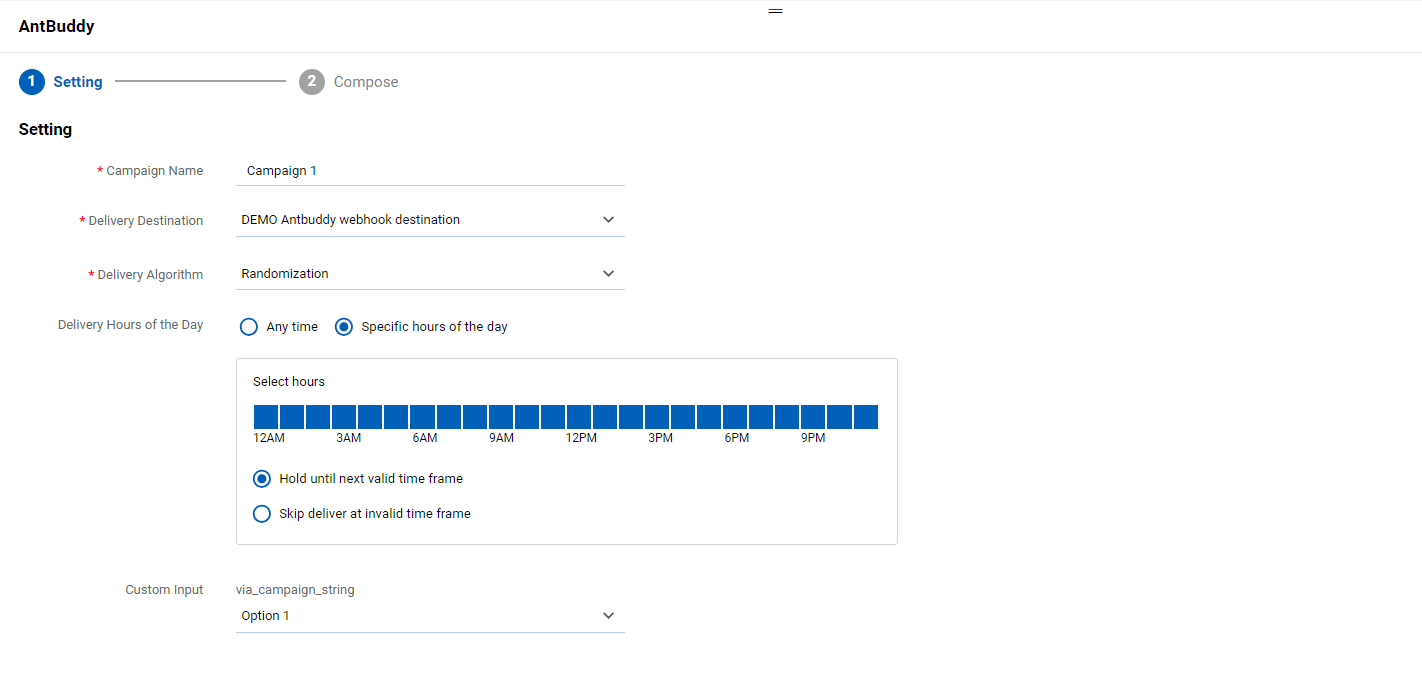 AntBuddy
1 Setting 2 Compose
Setting
* Campaign Name Campaign 1
* Delivery Destination DEMO Antbuddy webhook destination
* Delivery Algorithm Randomization
Delivery Hours of the Day Any time Specific hours of the day
Select hours
12AM 3AM 6AM 9AM 12PM 3PM 6PM 9PM
Hold until next valid time frame
Skip deliver at invalid time frame
Custom Input via_campaign_string
Option 1